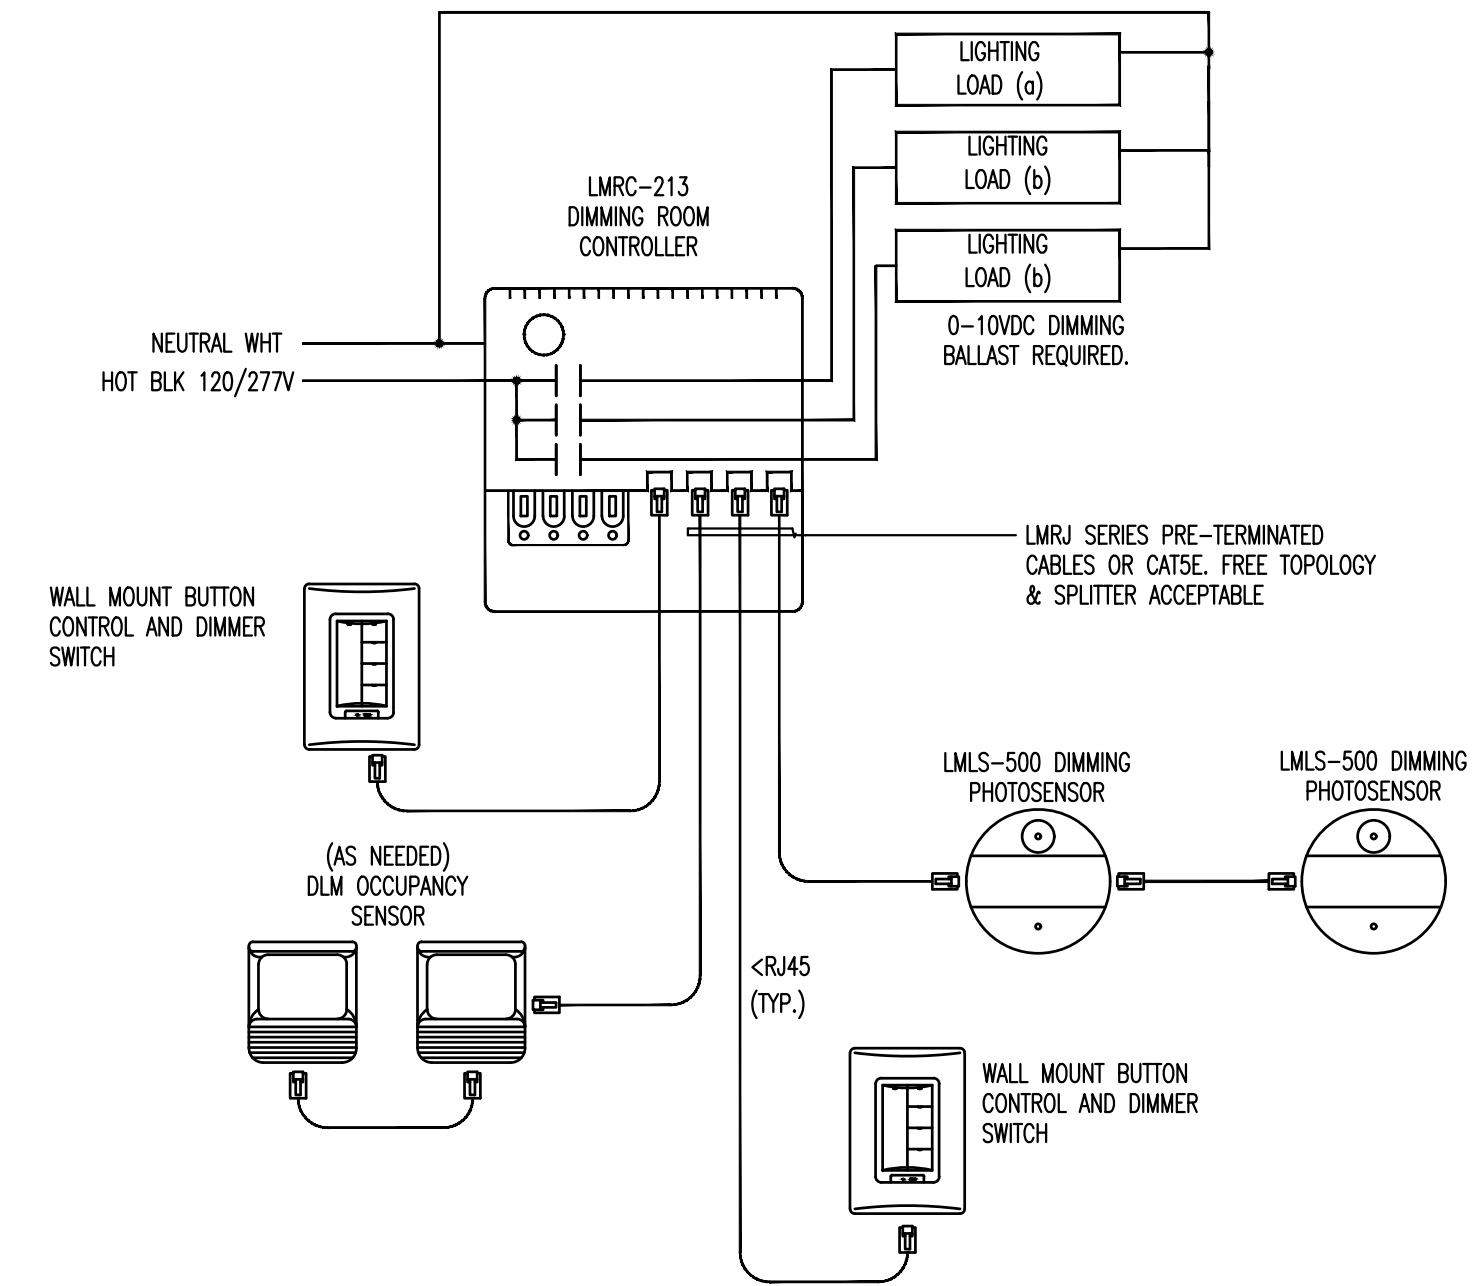 LIGHTING
LOAD (a)
LIGHTING
LOAD (b)
LIGHTING
LOAD (b)
0-10VDC DIMMING
BALLAST REQUIRED.
LMRC-213
DIMMING ROOM
CONTROLLER
NEUTRAL WHT
HOT BLK 120/277V
LMRJ SERIES PRE-TERMINATED
CABLES OR CAT5E. FREE TOPOLOGY
& SPLITTER ACCEPTABLE
WALL MOUNT BUTTON
CONTROL AND DIMMER
SWITCH
LMLS-500 DIMMING
PHOTOSENSOR
LMLS-500 DIMMING
PHOTOSENSOR
(AS NEEDED)
DLM OCCUPANCY
SENSOR
<RJ45
(TYP.)
WALL MOUNT BUTTON
CONTROL AND DIMMER
SWITCH